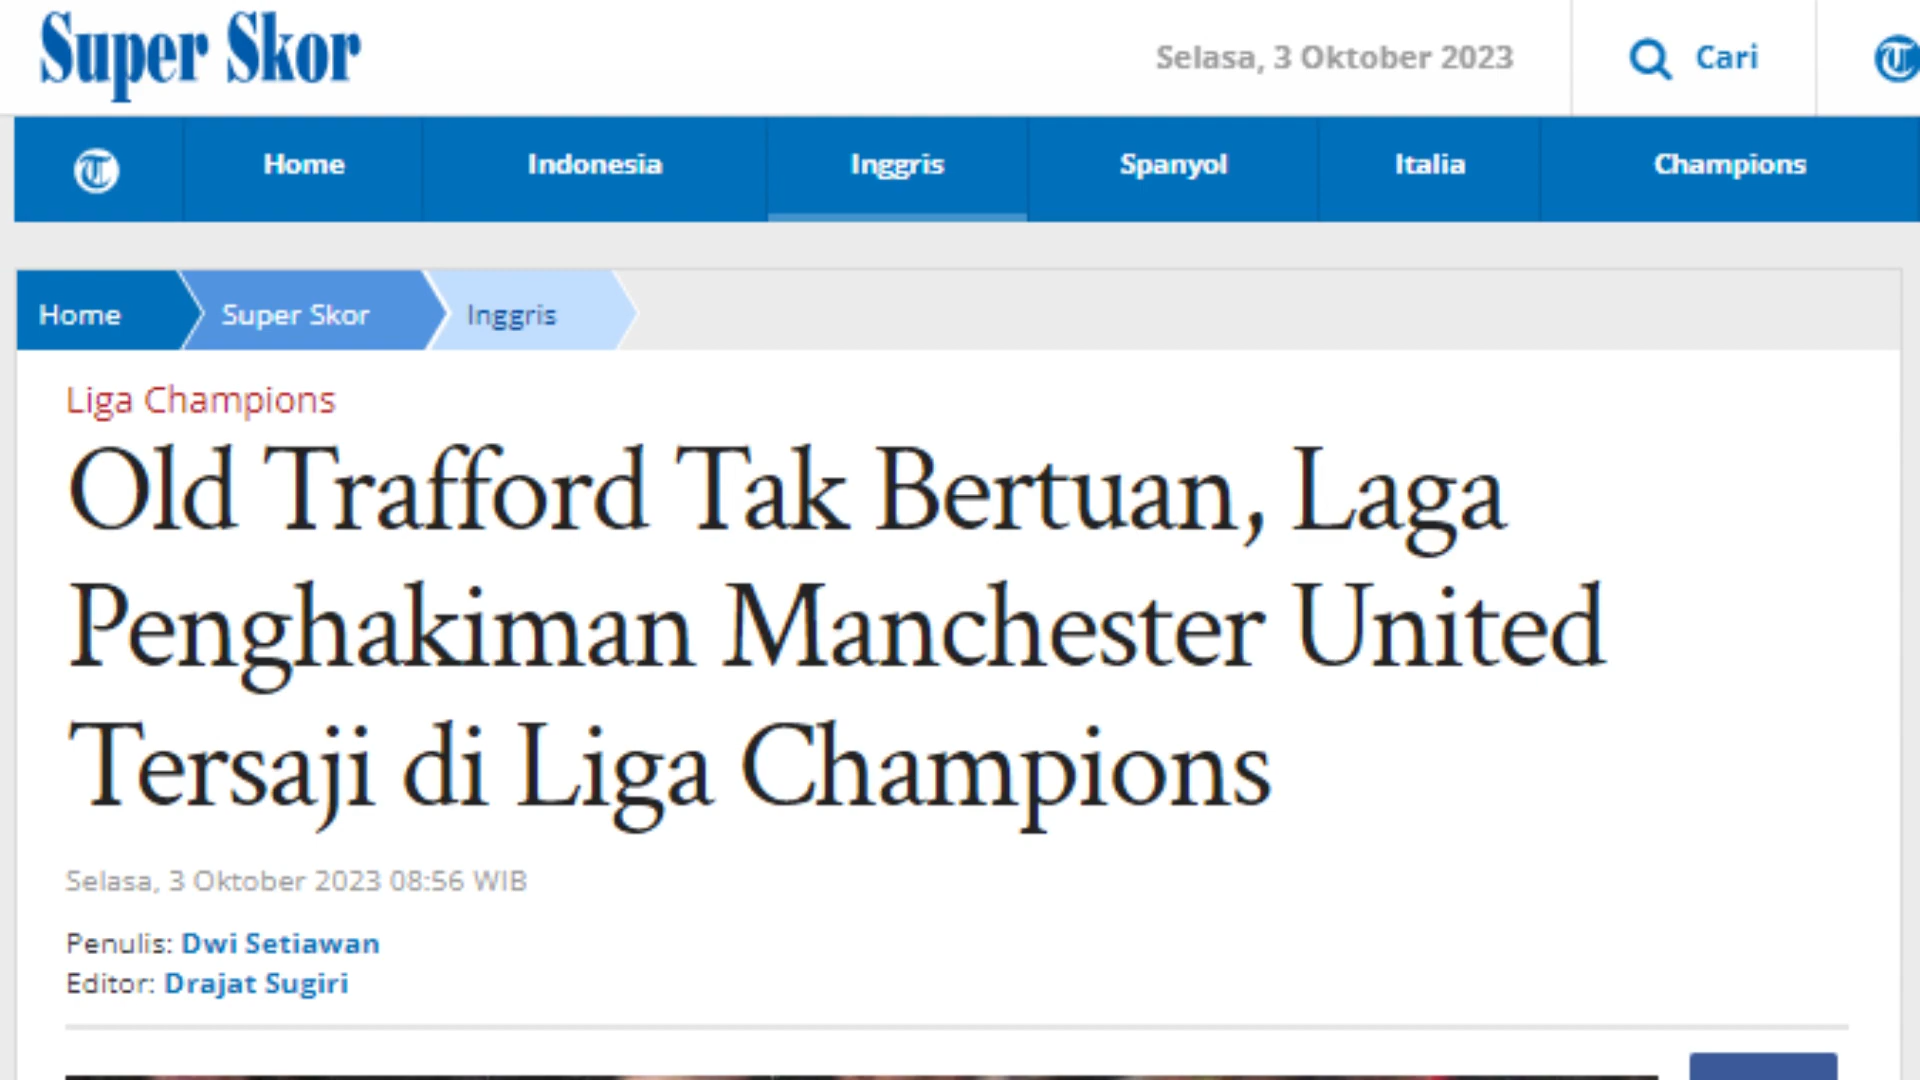 Super Skor
Selasa, 3 Oktober 2023
Cari
T
T
Home
Indonesia
Inggris
Spanyol
Italia
Champions
Home
Super Skor
Inggris
Liga Champions
Old Trafford Tak Bertuan, Laga
Penghakiman Manchester United
Tersaji di Liga Champions
Selasa, 3 Oktober 2023 08:56 WIB
Penulis: Dwi Setiawan
Editor: Drajat Sugiri